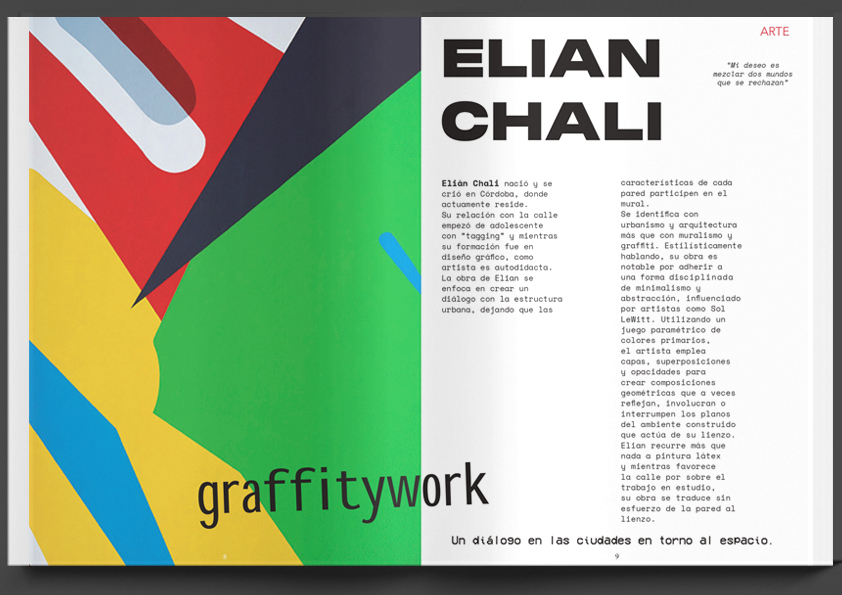 ARTE
ELIAN
CHALI
"Mi deseo es
mezclar dos mundos
que se rechazan"
Elián Chali nació y se
crió en Córdoba, donde
actuamente reside.
Su relación con la calle
empezó de adolescente
con "tagging" y mientras
su formación fue en
diseño gráfico, como
artista es autodidacta.
La obra de Elian se
enfoca en crear un
diálogo con la estructura
urbana, dejando que las
características de cada
pared participen en el
mural.
Se identifica con
urbanismo y arquitectura
más que con muralismo y
graffiti. Estilísticamente
hablando, su obra es
notable por adherir a
una forma disciplinada
de minimalismo y
abstracción, influenciado
por artistas como Sol
LeWitt. Utilizando un
juego paramétrico de
colores primarios,
el artista emplea
capas, superposiciones
y opacidades para
crear composiciones
geométricas que a veces
reflejan, involucran o
interrumpen los planos
del ambiente construido
que actúa de su lienzo.
Elian recurre más que
nada a pintura látex
y mientras favorece
la calle por sobre el
trabajo en estudio,
su obra se traduce sin
esfuerzo de la pared al
lienzo.
graffitywork
Un diálogo en las ciudades en torno al espacio.
8
9